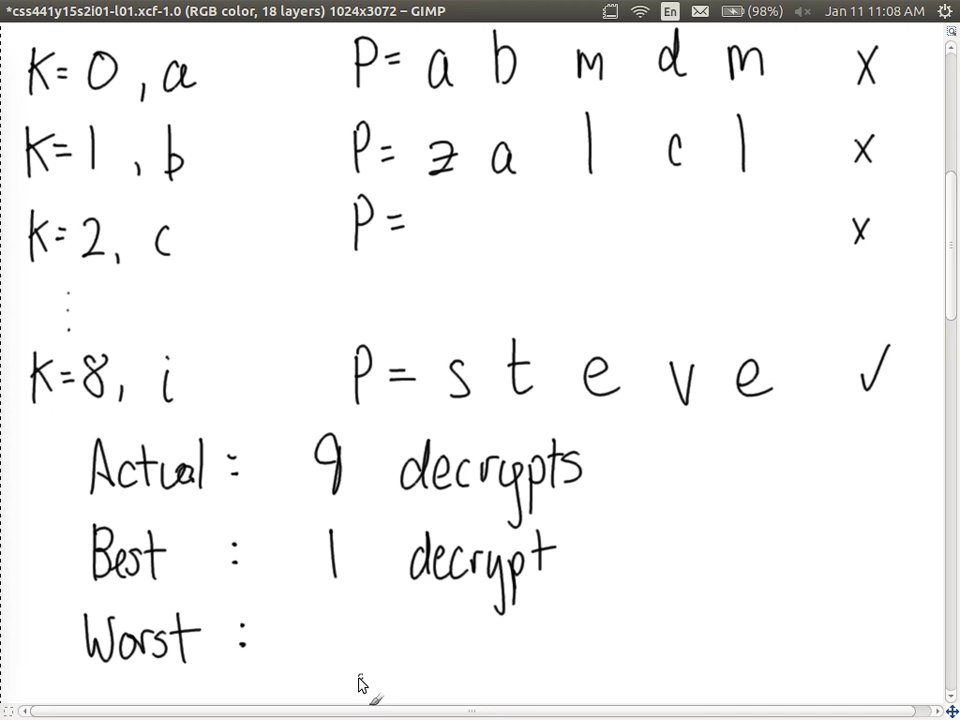 *css441y15s2i01-l01.xcf-1.0 (RGB color, 18 layers) 1024x3072 – GIMP En (98%) Jan 11 11:08 AM
K=0, a P= a b m d m x
K=1, b P= z a l c l x
K=2, c P= x
⋮
K=8, i P= s t e v e ✓
Actual: 9 decrypts
Best : 1 decrypt
Worst :